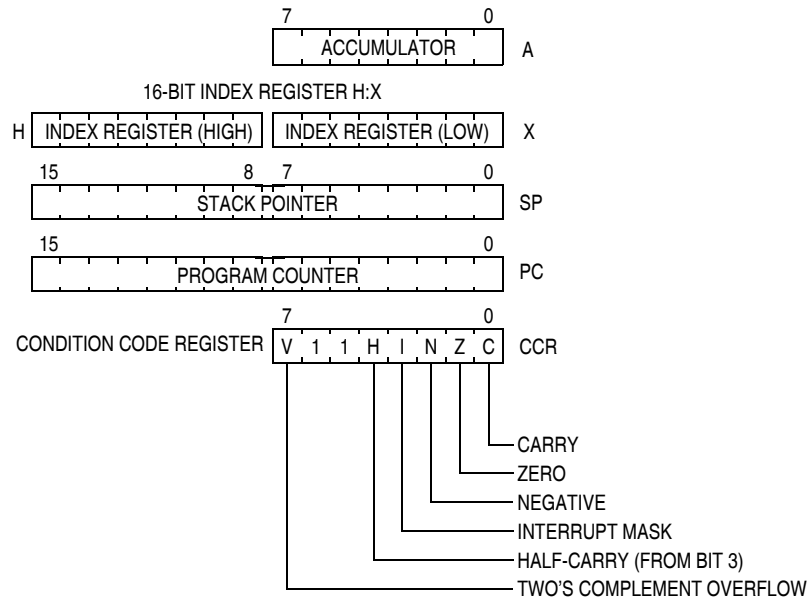 7 0
ACCUMULATOR A
16-BIT INDEX REGISTER H:X
H INDEX REGISTER (HIGH) INDEX REGISTER (LOW) X
15 8 7 0
STACK POINTER SP
15 0
PROGRAM COUNTER PC
7 0
CONDITION CODE REGISTER V 1 1 H I N Z C CCR
CARRY
ZERO
NEGATIVE
INTERRUPT MASK
HALF-CARRY (FROM BIT 3)
TWO'S COMPLEMENT OVERFLOW